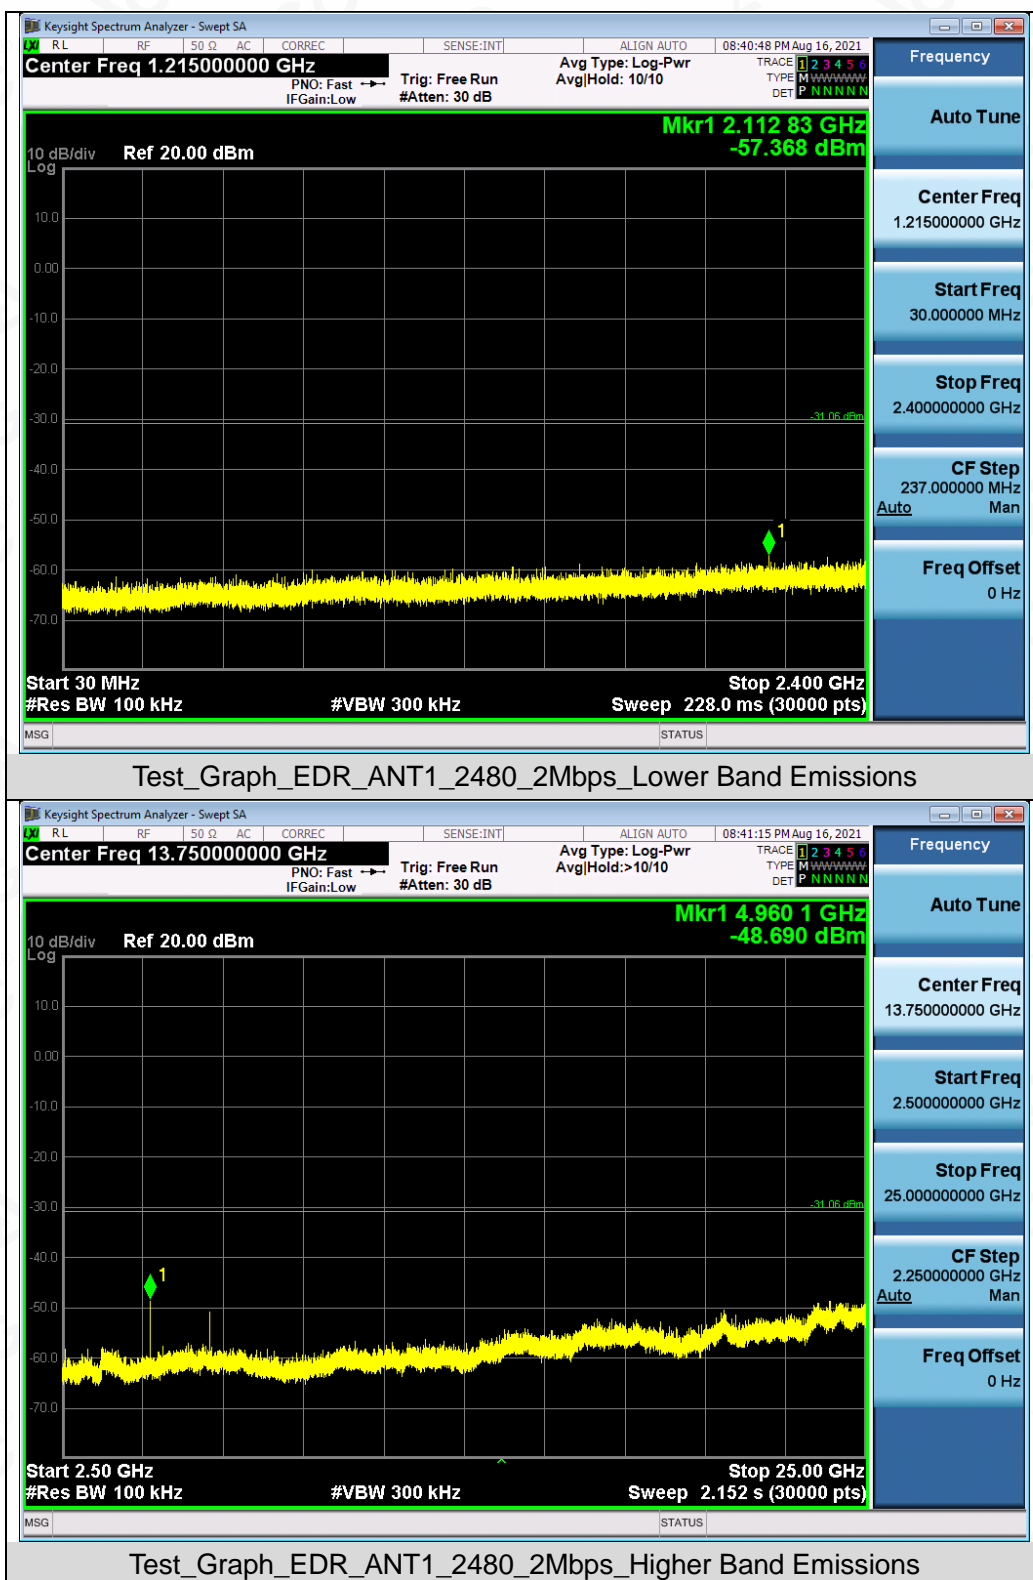 Keysight Spectrum Analyzer - Swept SA
LXI RL RF 50 Ω AC CORREC SENSE:INT ALIGN AUTO 08:40:48 PM Aug 16, 2021
Center Freq 1.215000000 GHz
PNO: Fast
IFGain:Low
Trig: Free Run
#Atten: 30 dB
Avg Type: Log-Pwr
Avg|Hold: 10/10
TRACE 1 2 3 4 5 6
TYPE M WWWWW
DET P N N N N N
Mkr1 2.112 83 GHz
-57.368 dBm
10 dB/div Ref 20.00 dBm
Log
10.0
0.00
-10.0
-20.0
-30.0
-31.06 dBm
-40.0
-50.0
1
-60.0
-70.0
Start 30 MHz Stop 2.400 GHz
#Res BW 100 kHz #VBW 300 kHz Sweep 228.0 ms (30000 pts)
MSG STATUS
Frequency
Auto Tune
Center Freq
1.215000000 GHz
Start Freq
30.000000 MHz
Stop Freq
2.400000000 GHz
CF Step
237.000000 MHz
Auto Man
Freq Offset
0 Hz
Test_Graph_EDR_ANT1_2480_2Mbps_Lower Band Emissions
Keysight Spectrum Analyzer - Swept SA
LXI RL RF 50 Ω AC CORREC SENSE:INT ALIGN AUTO 08:41:15 PM Aug 16, 2021
Center Freq 13.750000000 GHz
PNO: Fast
IFGain:Low
Trig: Free Run
#Atten: 30 dB
Avg Type: Log-Pwr
Avg|Hold:>10/10
TRACE 1 2 3 4 5 6
TYPE M WWWWW
DET P N N N N N
Mkr1 4.960 1 GHz
-48.690 dBm
10 dB/div Ref 20.00 dBm
Log
10.0
0.00
-10.0
-20.0
-30.0
-31.06 dBm
-40.0
1
-50.0
-60.0
-70.0
Start 2.50 GHz Stop 25.00 GHz
#Res BW 100 kHz #VBW 300 kHz Sweep 2.152 s (30000 pts)
MSG STATUS
Frequency
Auto Tune
Center Freq
13.750000000 GHz
Start Freq
2.500000000 GHz
Stop Freq
25.000000000 GHz
CF Step
2.250000000 GHz
Auto Man
Freq Offset
0 Hz
Test_Graph_EDR_ANT1_2480_2Mbps_Higher Band Emissions